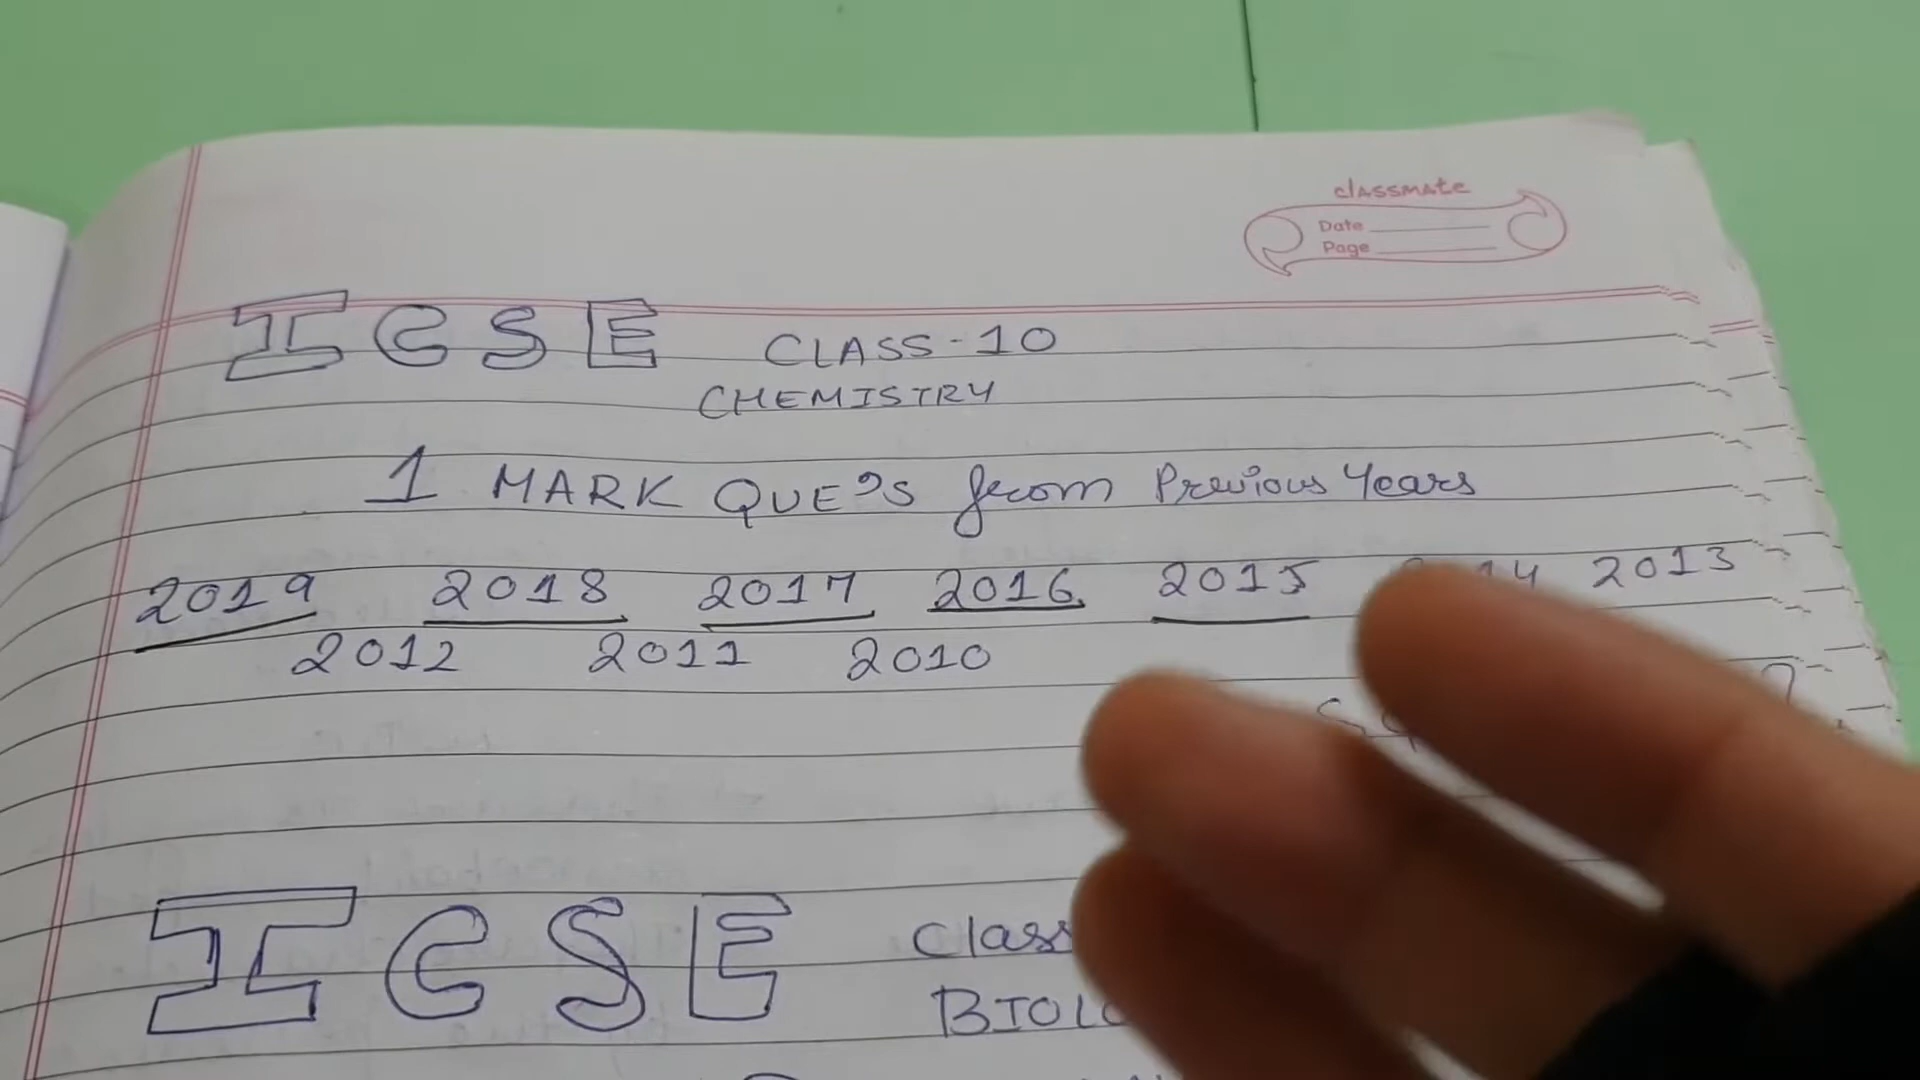 classmate
Date
Page
ICSE CLASS-10
CHEMISTRY
1 MARK QUE's from Previous Years
2019 2018 2017 2016 2015 2013
2012 2011 2010
ICSE Class